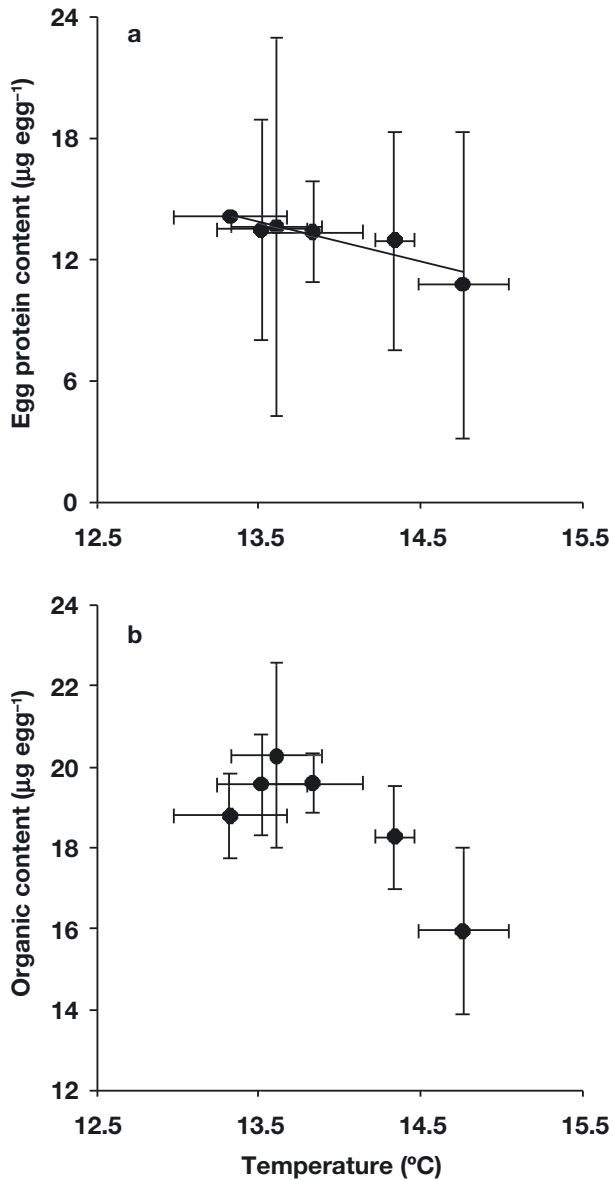 a
Egg protein content (µg egg⁻¹)
24
18
12
6
0
12.5 13.5 14.5 15.5
b
Organic content (µg egg⁻¹)
24
22
20
18
16
14
12
12.5 13.5 14.5 15.5
Temperature (ºC)